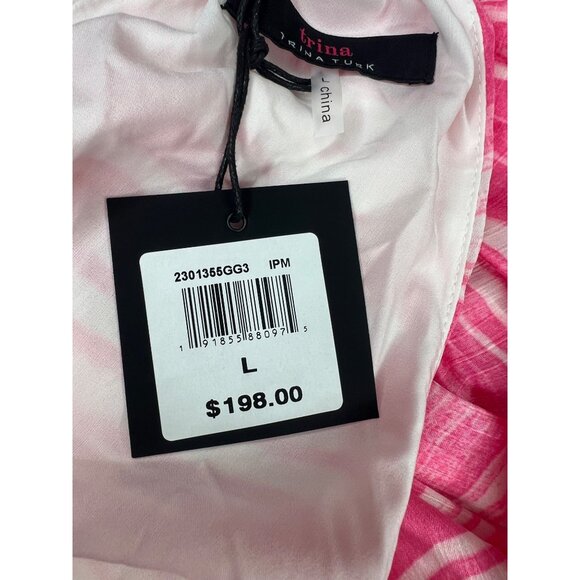 trina
TRINA TURK
china
2301355GG3 IPM
1 91855 88097 5
L
$198.00